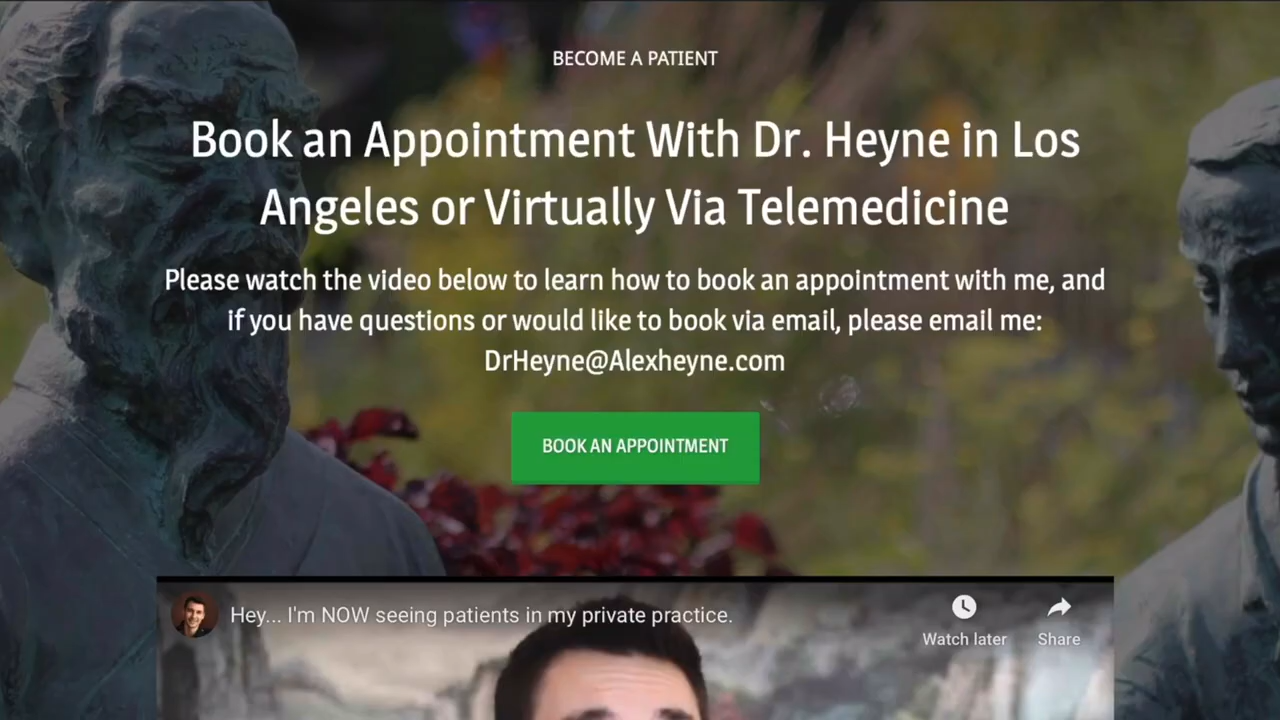 BECOME A PATIENT
Book an Appointment With Dr. Heyne in Los
Angeles or Virtually Via Telemedicine
Please watch the video below to learn how to book an appointment with me, and
if you have questions or would like to book via email, please email me:
DrHeyne@Alexheyne.com
BOOK AN APPOINTMENT
Hey... I'm NOW seeing patients in my private practice.
Watch later
Share